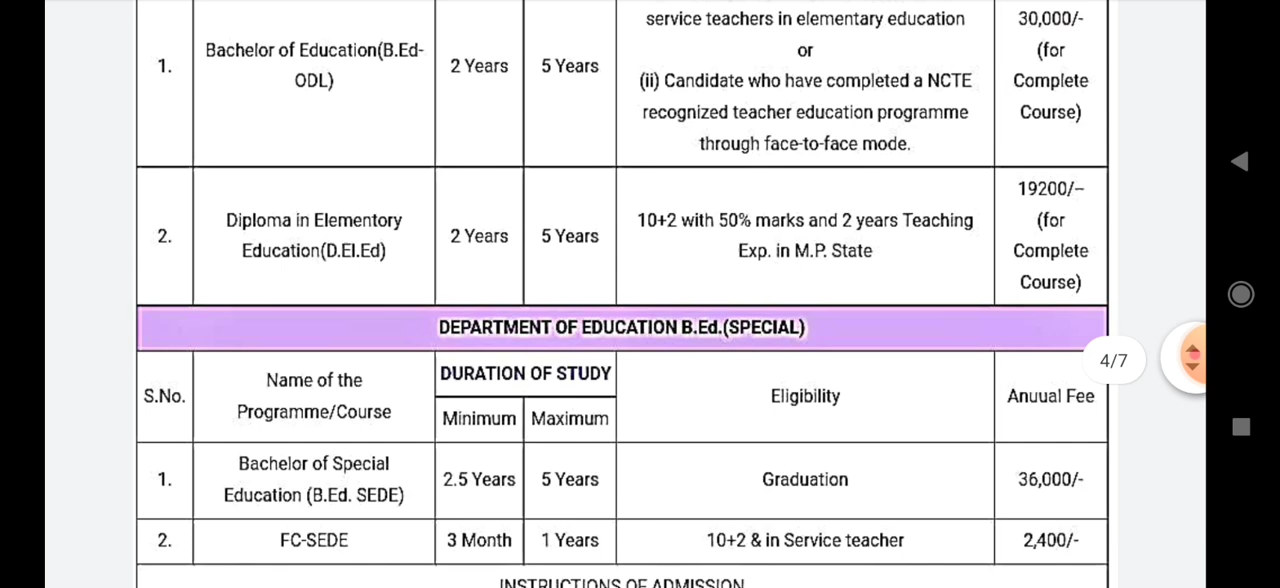 service teachers in elementary education
or
(ii) Candidate who have completed a NCTE
recognized teacher education programme
through face-to-face mode.
1.
Bachelor of Education(B.Ed-
ODL)
2 Years
5 Years
30,000/-
(for
Complete
Course)
2.
Diploma in Elementary
Education(D.El.Ed)
2 Years
5 Years
10+2 with 50% marks and 2 years Teaching
Exp. in M.P. State
19200/–
(for
Complete
Course)
DEPARTMENT OF EDUCATION B.Ed.(SPECIAL)
S.No.
Name of the
Programme/Course
DURATION OF STUDY
Minimum
Maximum
Eligibility
Anuual Fee
1.
Bachelor of Special
Education (B.Ed. SEDE)
2.5 Years
5 Years
Graduation
36,000/-
2.
FC-SEDE
3 Month
1 Years
10+2 & in Service teacher
2,400/-
INSTRUCTIONS OF ADMISSION
4/7